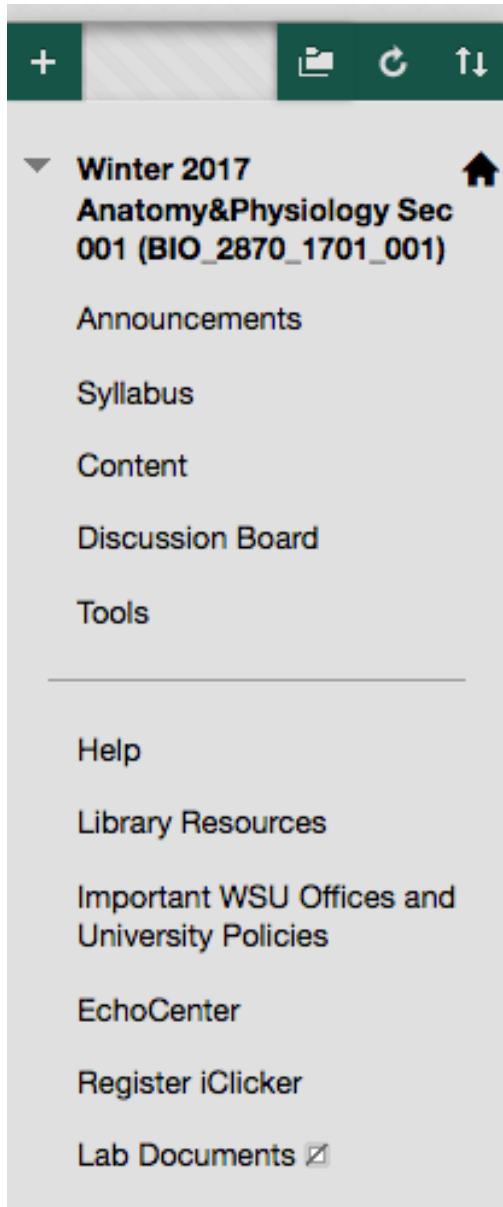 Winter 2017
Anatomy&Physiology Sec
001 (BIO_2870_1701_001)
Announcements
Syllabus
Content
Discussion Board
Tools
Help
Library Resources
Important WSU Offices and
University Policies
EchoCenter
Register iClicker
Lab Documents